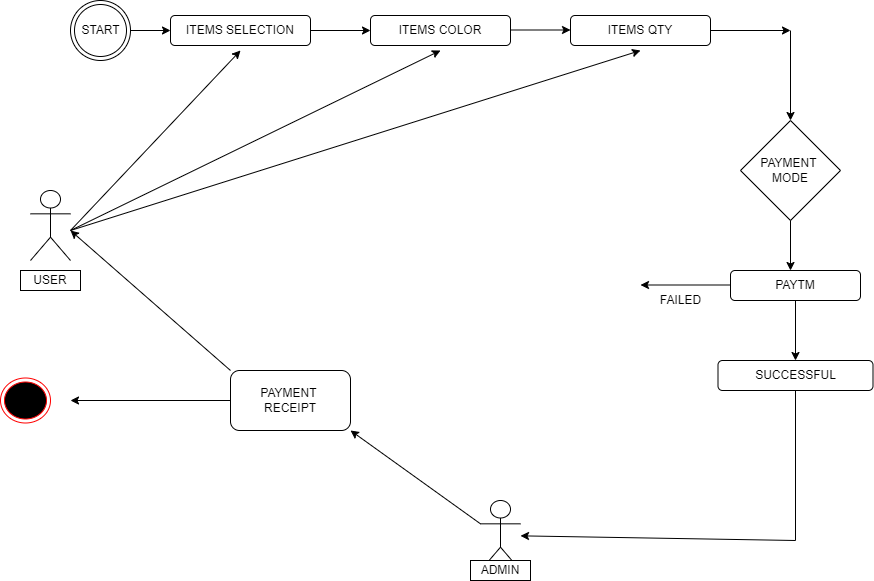 START
ITEMS SELECTION
ITEMS COLOR
ITEMS QTY
PAYMENT
MODE
USER
PAYTM
FAILED
SUCCESSFUL
PAYMENT
RECEIPT
ADMIN